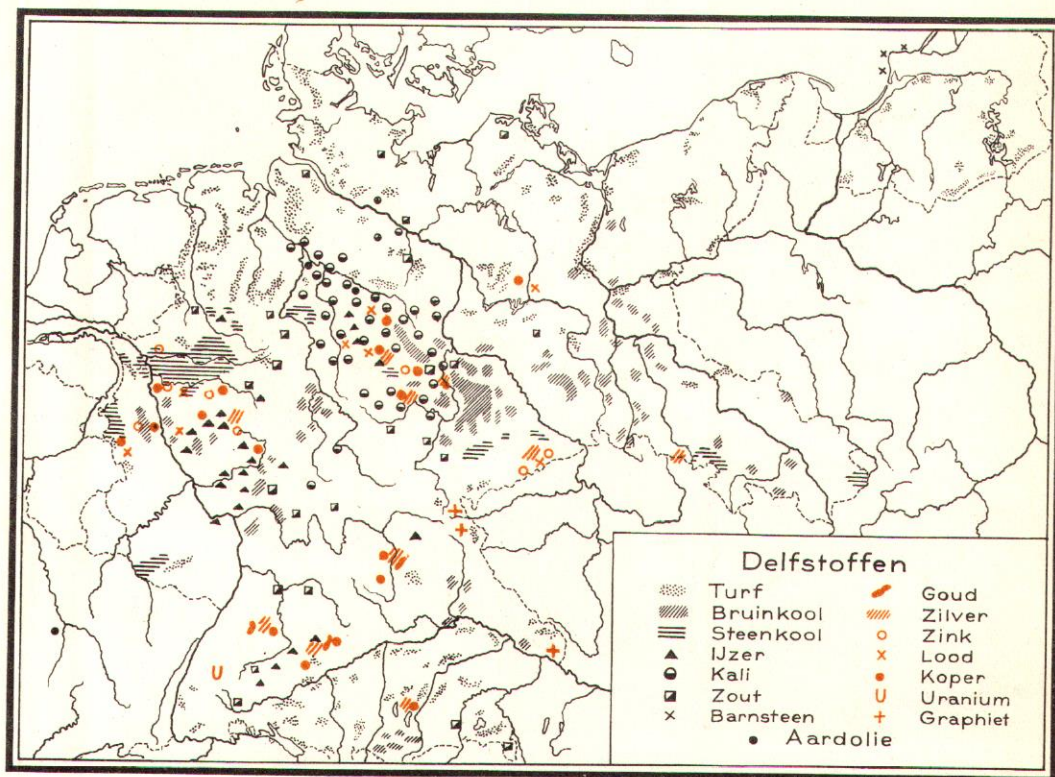 Delfstoffen
Turf
Bruinkool
Steenkool
IJzer
Kali
Zout
Barnsteen
Goud
Zilver
Zink
Lood
Koper
Uranium
Graphiet
Aardolie
U